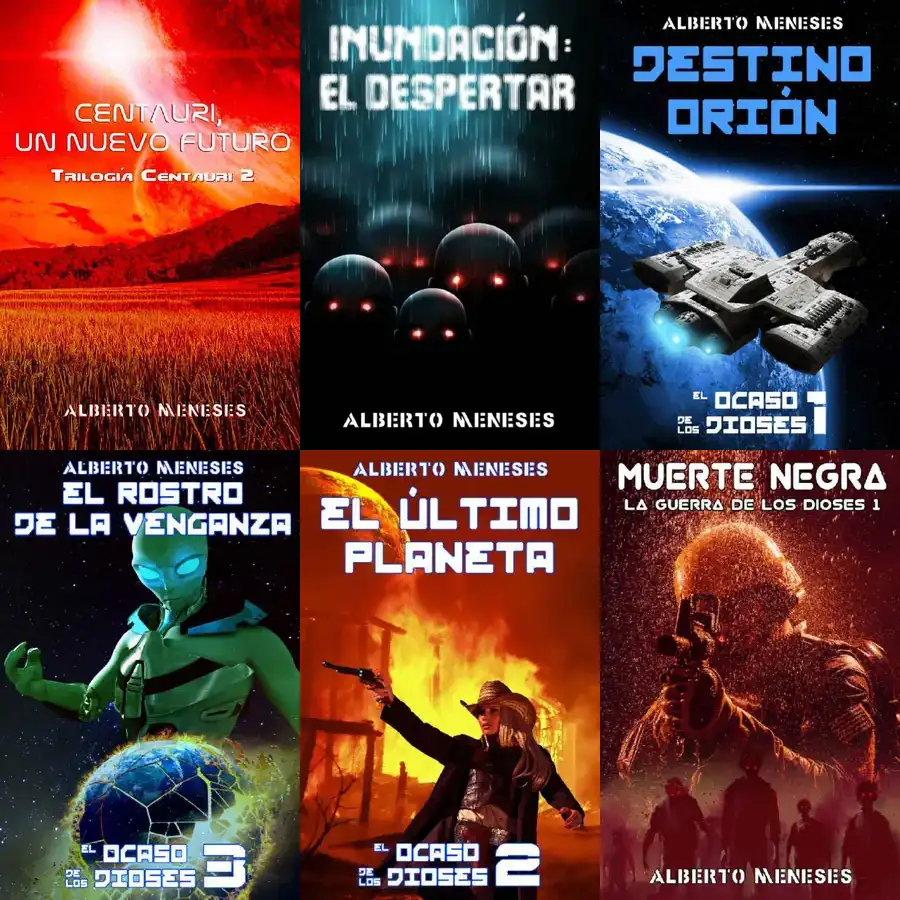 CENTAURI,
UN NUEVO FUTURO
TRILOGÍA CENTAURI 2
ALBERTO MENESES
INUNDACIÓN:
EL DESPERTAR
ALBERTO MENESES
ALBERTO MENESES
DESTINO
ORIÓN
EL OCASO
DE LOS DIOSES 1
ALBERTO MENESES
EL ROSTRO
DE LA VENGANZA
EL OCASO
DE LOS DIOSES 3
ALBERTO MENESES
EL ÚLTIMO
PLANETA
EL OCASO
DE LOS DIOSES 2
MUERTE NEGRA
LA GUERRA DE LOS DIOSES 1
ALBERTO MENESES